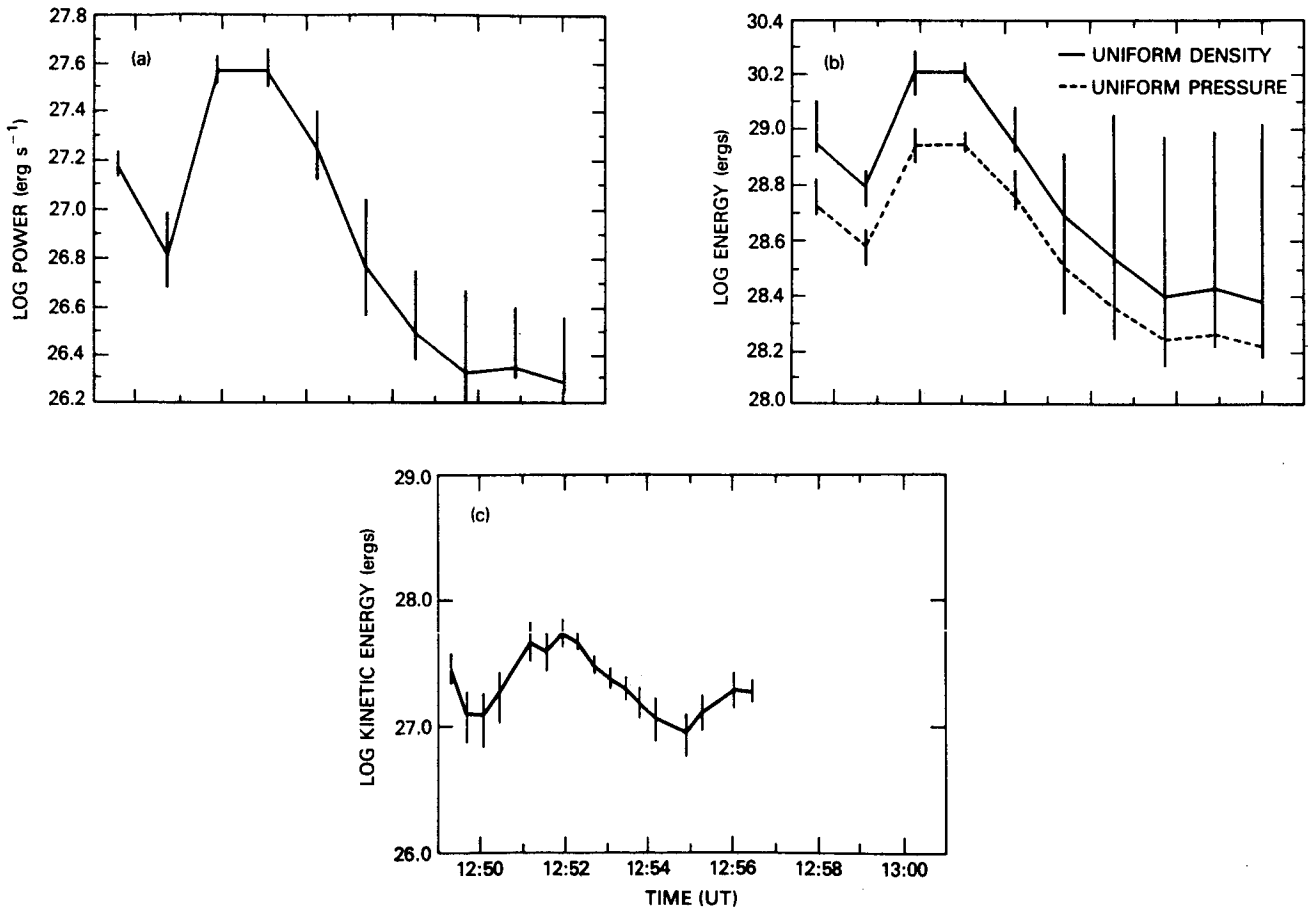 27.8
27.6
27.4
27.2
27.0
26.8
26.6
26.4
26.2
LOG POWER (erg s⁻¹)
(a)
30.4
30.2
29.0
28.8
28.6
28.4
28.2
28.0
LOG ENERGY (ergs)
(b)
UNIFORM DENSITY
UNIFORM PRESSURE
29.0
28.0
27.0
26.0
LOG KINETIC ENERGY (ergs)
(c)
12:50 12:52 12:54 12:56 12:58 13:00
TIME (UT)